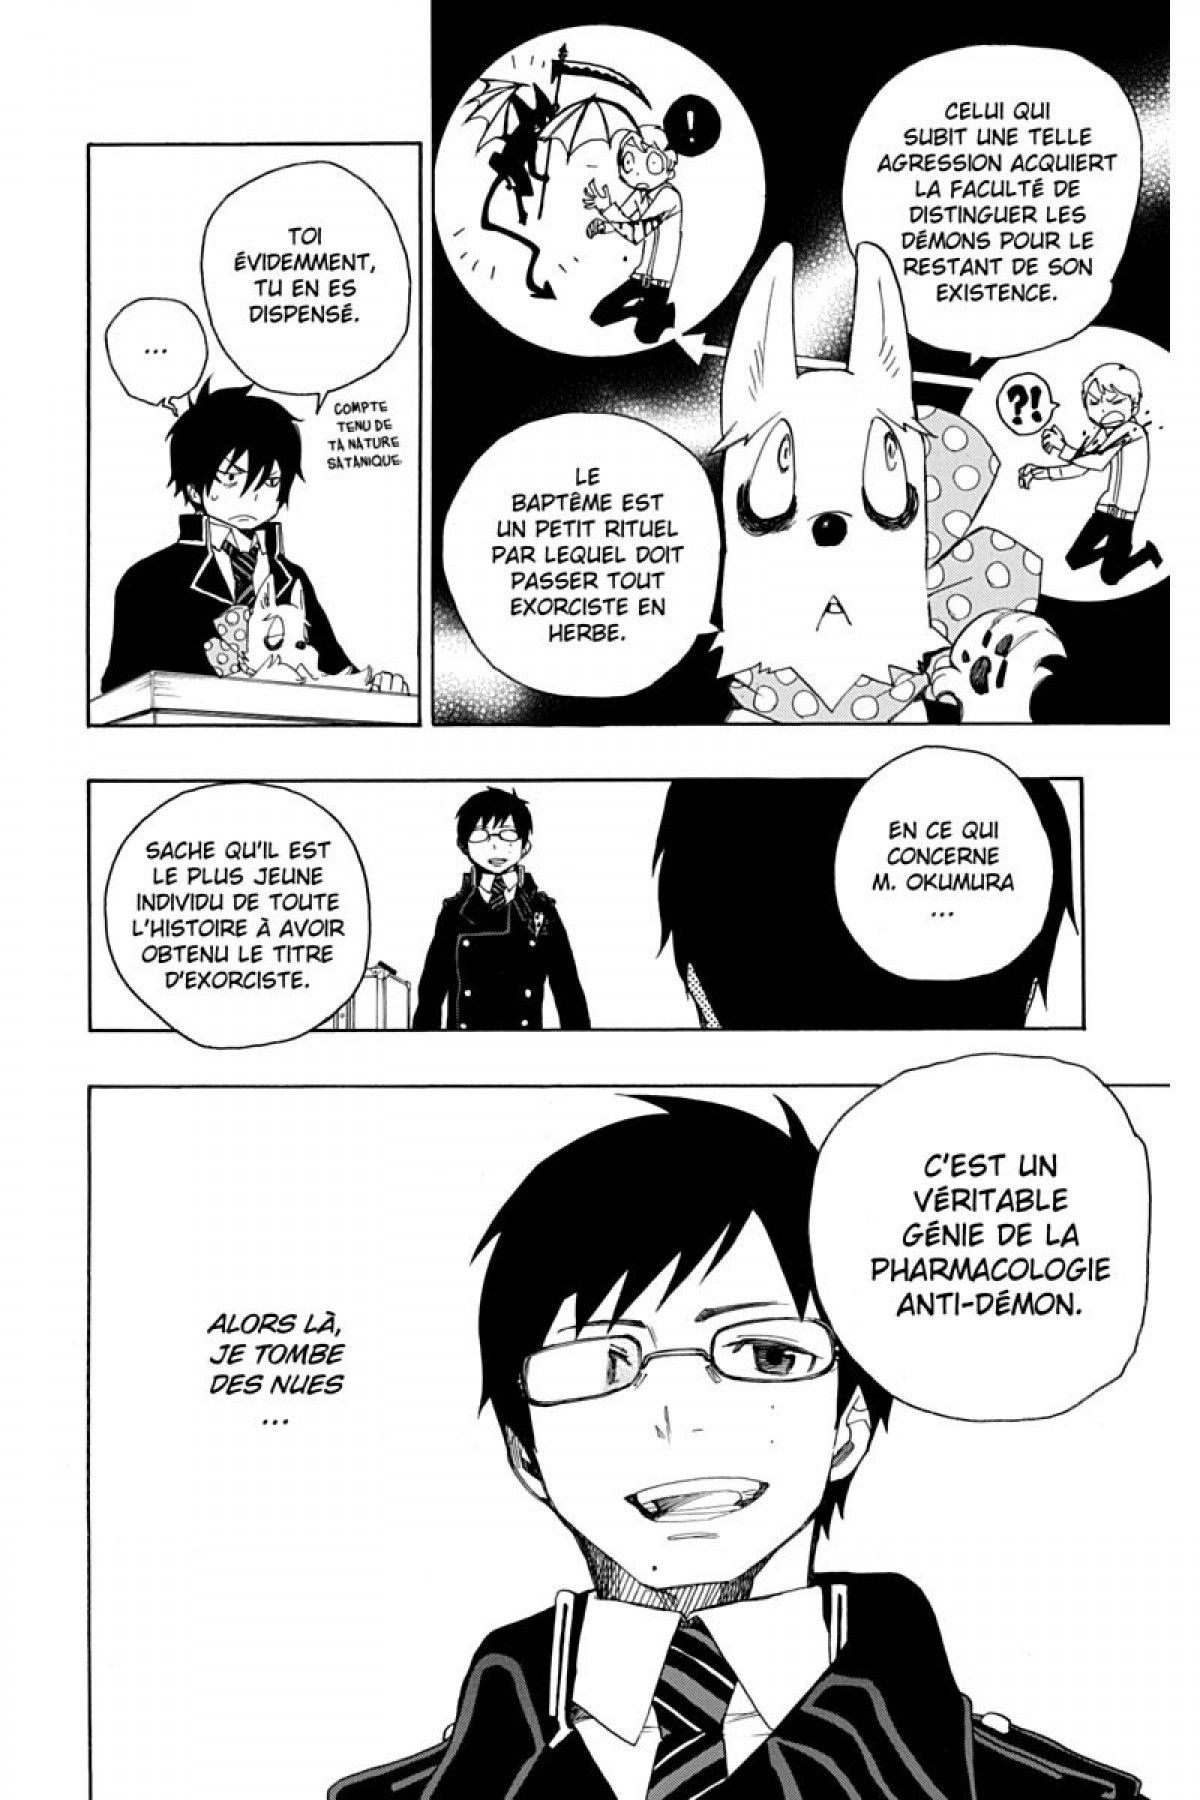 CELUI QUI
SUBIT UNE TELLE
AGRESSION ACQUIERT
LA FACULTÉ DE
DISTINGUER LES
DÉMONS POUR LE
RESTANT DE SON
EXISTENCE.
?!
!
LE
BAPTÊME EST
UN PETIT RITUEL
PAR LEQUEL DOIT
PASSER TOUT
EXORCISTE EN
HERBE.
TOI
ÉVIDEMMENT,
TU EN ES
DISPENSÉ.
COMPTE
TENU DE
TA NATURE
SATANIQUE.
...
EN CE QUI
CONCERNE
M. OKUMURA
...
SACHE QU'IL EST
LE PLUS JEUNE
INDIVIDU DE TOUTE
L'HISTOIRE À AVOIR
OBTENU LE TITRE
D'EXORCISTE.
C'EST UN
VÉRITABLE
GÉNIE DE LA
PHARMACOLOGIE
ANTI-DÉMON.
ALORS LÀ,
JE TOMBE
DES NUES
...